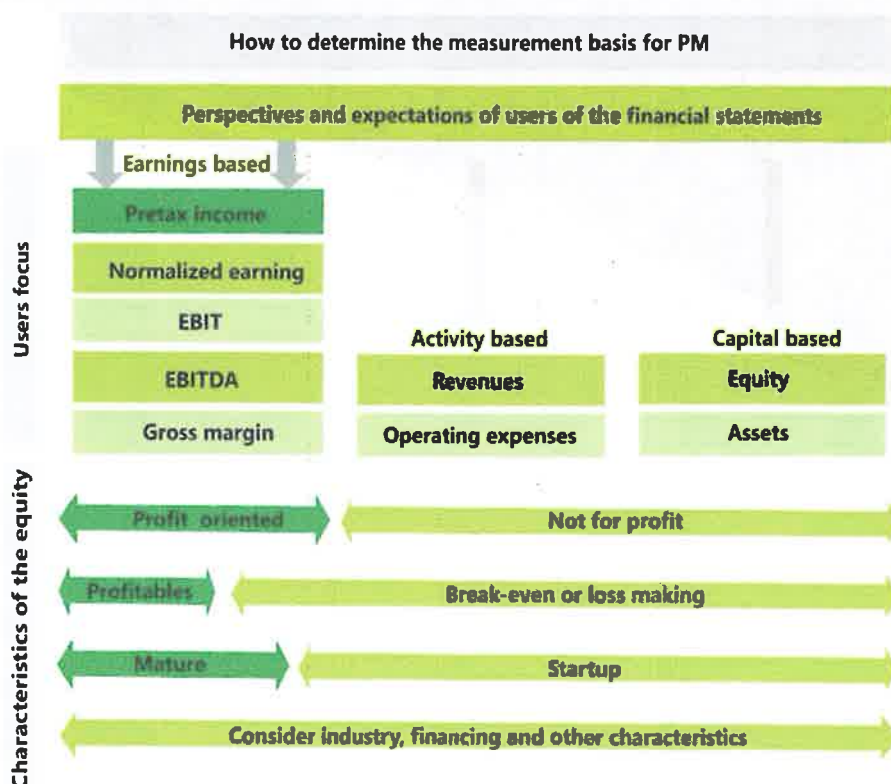 How to determine the measurement basis for PM
Perspectives and expectations of users of the financial statements
Earnings based
Pretax income
Normalized earning
EBIT
EBITDA
Gross margin
Activity based
Revenues
Operating expenses
Capital based
Equity
Assets
Users focus
Characteristics of the equity
Profit oriented
Not for profit
Profitables
Break-even or loss making
Mature
Startup
Consider industry, financing and other characteristics